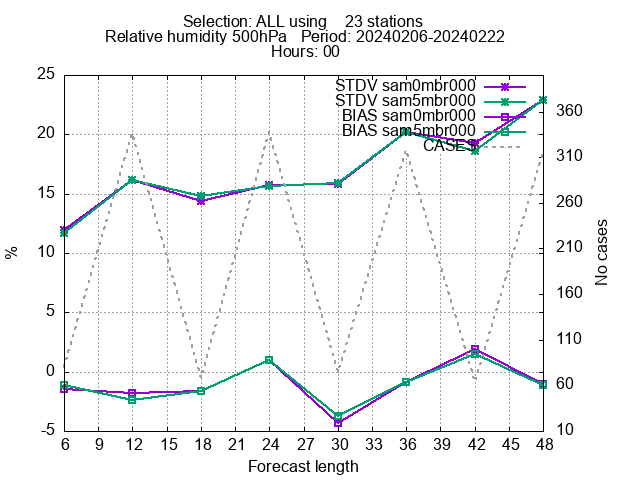 Selection: ALL using    23 stations
Relative humidity 500hPa   Period: 20240206-20240222
Hours: 00
STDV sam0mbr000
STDV sam5mbr000
BIAS sam0mbr000
BIAS sam5mbr000
CASES
25
20
15
10
5
0
-5
%
360
310
260
210
160
110
60
10
No cases
6 9 12 15 18 21 24 27 30 33 36 39 42 45 48
Forecast length